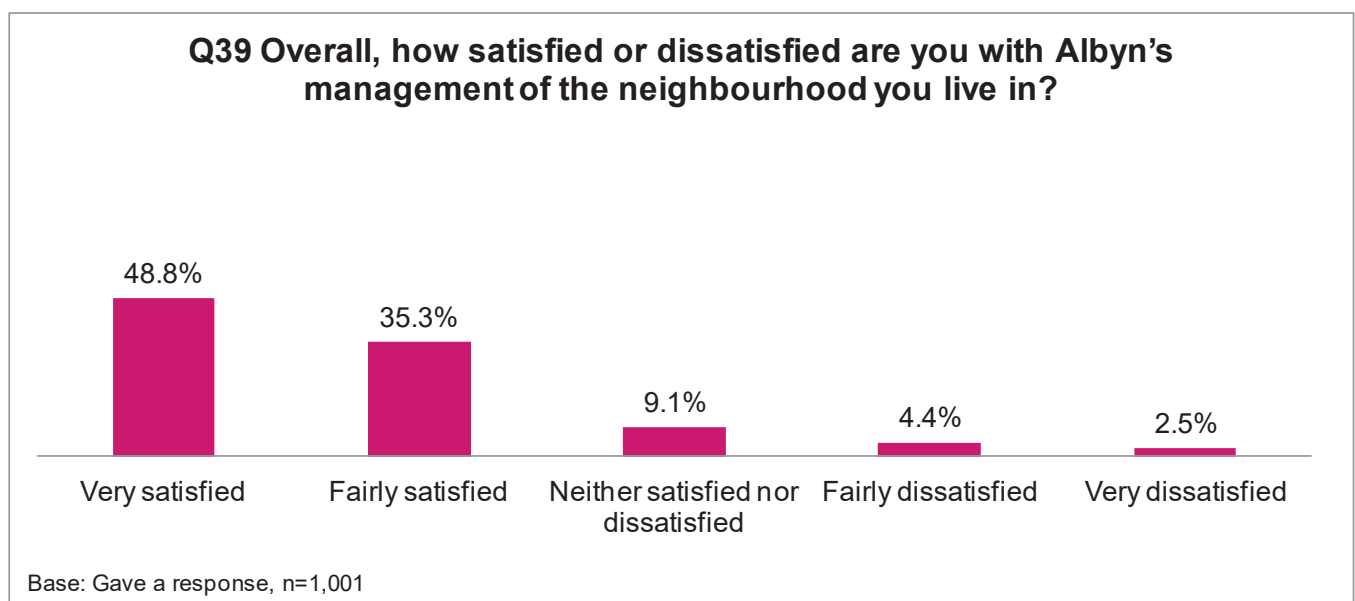 Q39 Overall, how satisfied or dissatisfied are you with Albyn's
management of the neighbourhood you live in?
48.8%
35.3%
9.1%
4.4%
2.5%
Very satisfied
Fairly satisfied
Neither satisfied nor
dissatisfied
Fairly dissatisfied
Very dissatisfied
Base: Gave a response, n=1,001